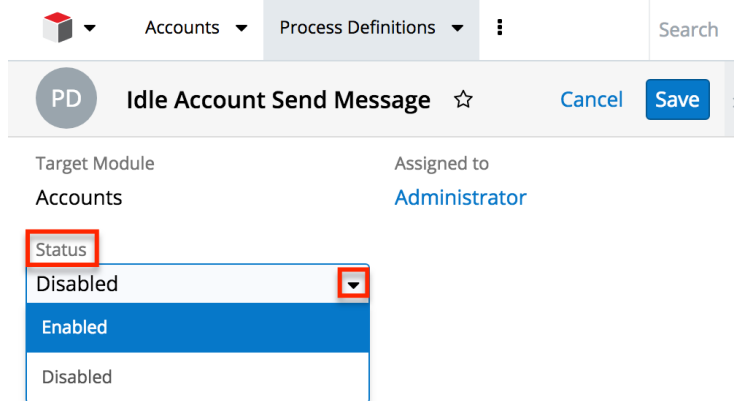 Accounts Process Definitions Search
PD Idle Account Send Message Cancel Save
Target Module Assigned to
Accounts Administrator
Status
Disabled
Enabled
Disabled